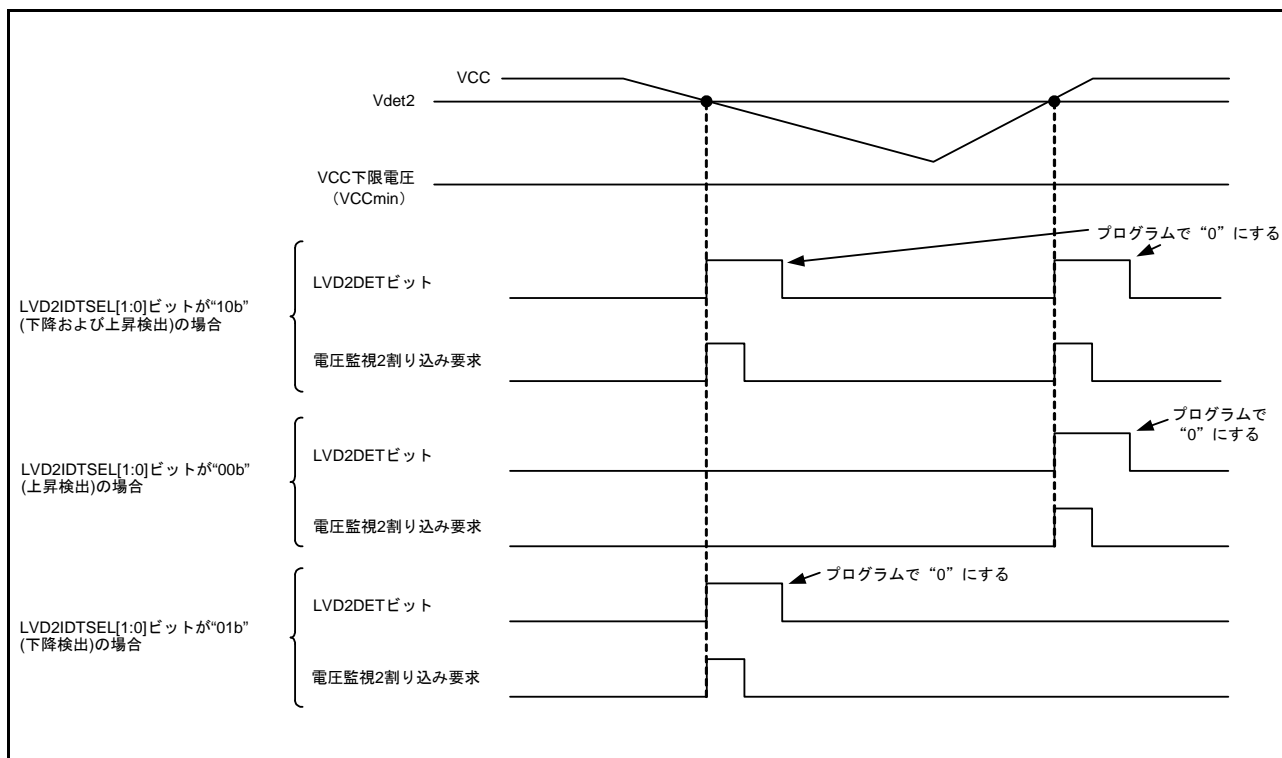 VCC
Vdet2
VCC下限電圧
（VCCmin）
プログラムで“0”にする
LVD2IDTSEL[1:0]ビットが“10b”
(下降および上昇検出)の場合
LVD2DETビット
電圧監視2割り込み要求
プログラムで
“0”にする
LVD2IDTSEL[1:0]ビットが“00b”
(上昇検出)の場合
LVD2DETビット
電圧監視2割り込み要求
プログラムで“0”にする
LVD2IDTSEL[1:0]ビットが“01b”
(下降検出)の場合
LVD2DETビット
電圧監視2割り込み要求